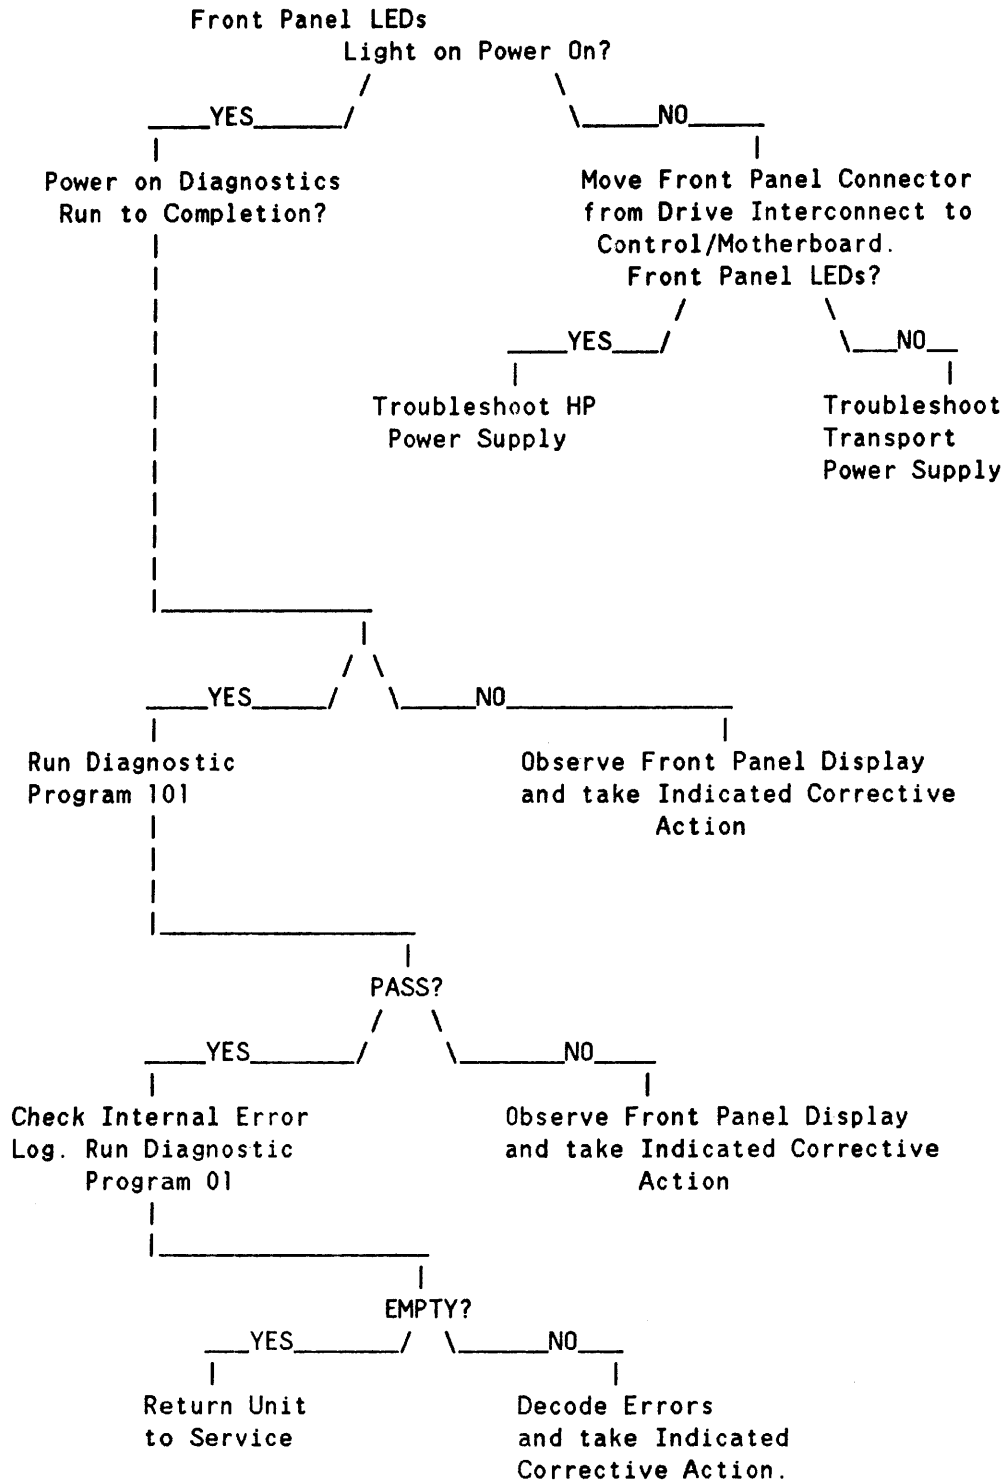 Front Panel LEDs
Light on Power On?
YES NO
Power on Diagnostics
Run to Completion?
Move Front Panel Connector
from Drive Interconnect to
Control/Motherboard.
Front Panel LEDs?
YES NO
Troubleshoot HP
Power Supply
Troubleshoot
Transport
Power Supply
YES NO
Run Diagnostic
Program 101
Observe Front Panel Display
and take Indicated Corrective
Action
PASS?
YES NO
Check Internal Error
Log. Run Diagnostic
Program 01
Observe Front Panel Display
and take Indicated Corrective
Action
EMPTY?
YES NO
Return Unit
to Service
Decode Errors
and take Indicated
Corrective Action.